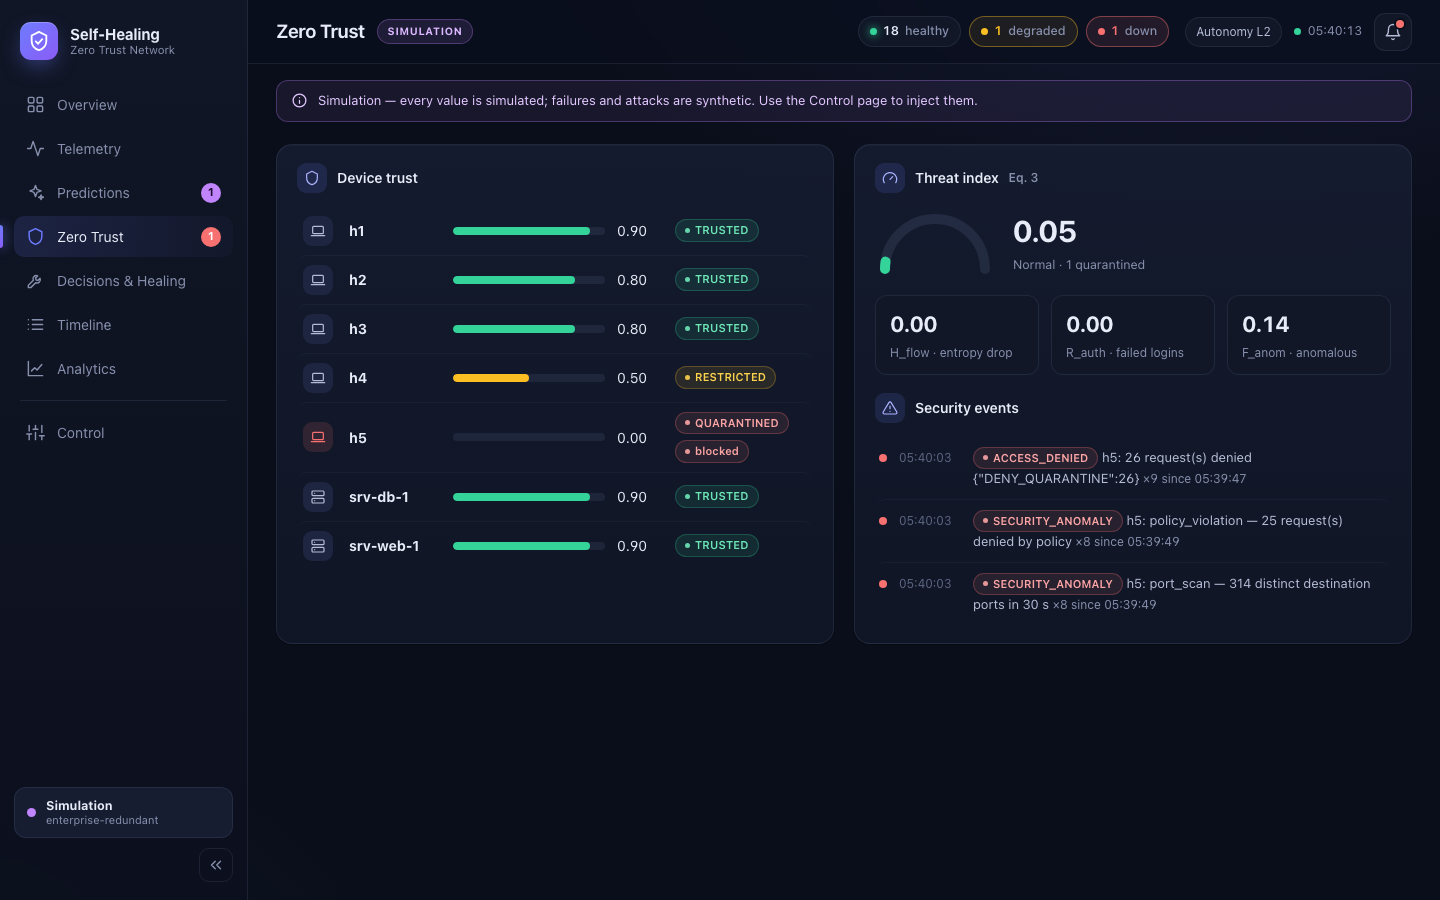 Self-Healing
Zero Trust Network
Overview
Telemetry
Predictions 1
Zero Trust 1
Decisions & Healing
Timeline
Analytics
Control
Simulation
enterprise-redundant
Zero Trust SIMULATION 18 healthy 1 degraded 1 down Autonomy L2 05:40:13
Simulation — every value is simulated; failures and attacks are synthetic. Use the Control page to inject them.
Device trust
h1 0.90 TRUSTED
h2 0.80 TRUSTED
h3 0.80 TRUSTED
h4 0.50 RESTRICTED
h5 0.00 QUARANTINED
blocked
srv-db-1 0.90 TRUSTED
srv-web-1 0.90 TRUSTED
Threat index Eq. 3
0.05
Normal · 1 quarantined
0.00 0.00 0.14
H_flow · entropy drop R_auth · failed logins F_anom · anomalous
Security events
05:40:03 ACCESS_DENIED h5: 26 request(s) denied
{"DENY_QUARANTINE":26} ×9 since 05:39:47
05:40:03 SECURITY_ANOMALY h5: policy_violation — 25 request(s)
denied by policy ×8 since 05:39:49
05:40:03 SECURITY_ANOMALY h5: port_scan — 314 distinct destination
ports in 30 s ×8 since 05:39:49